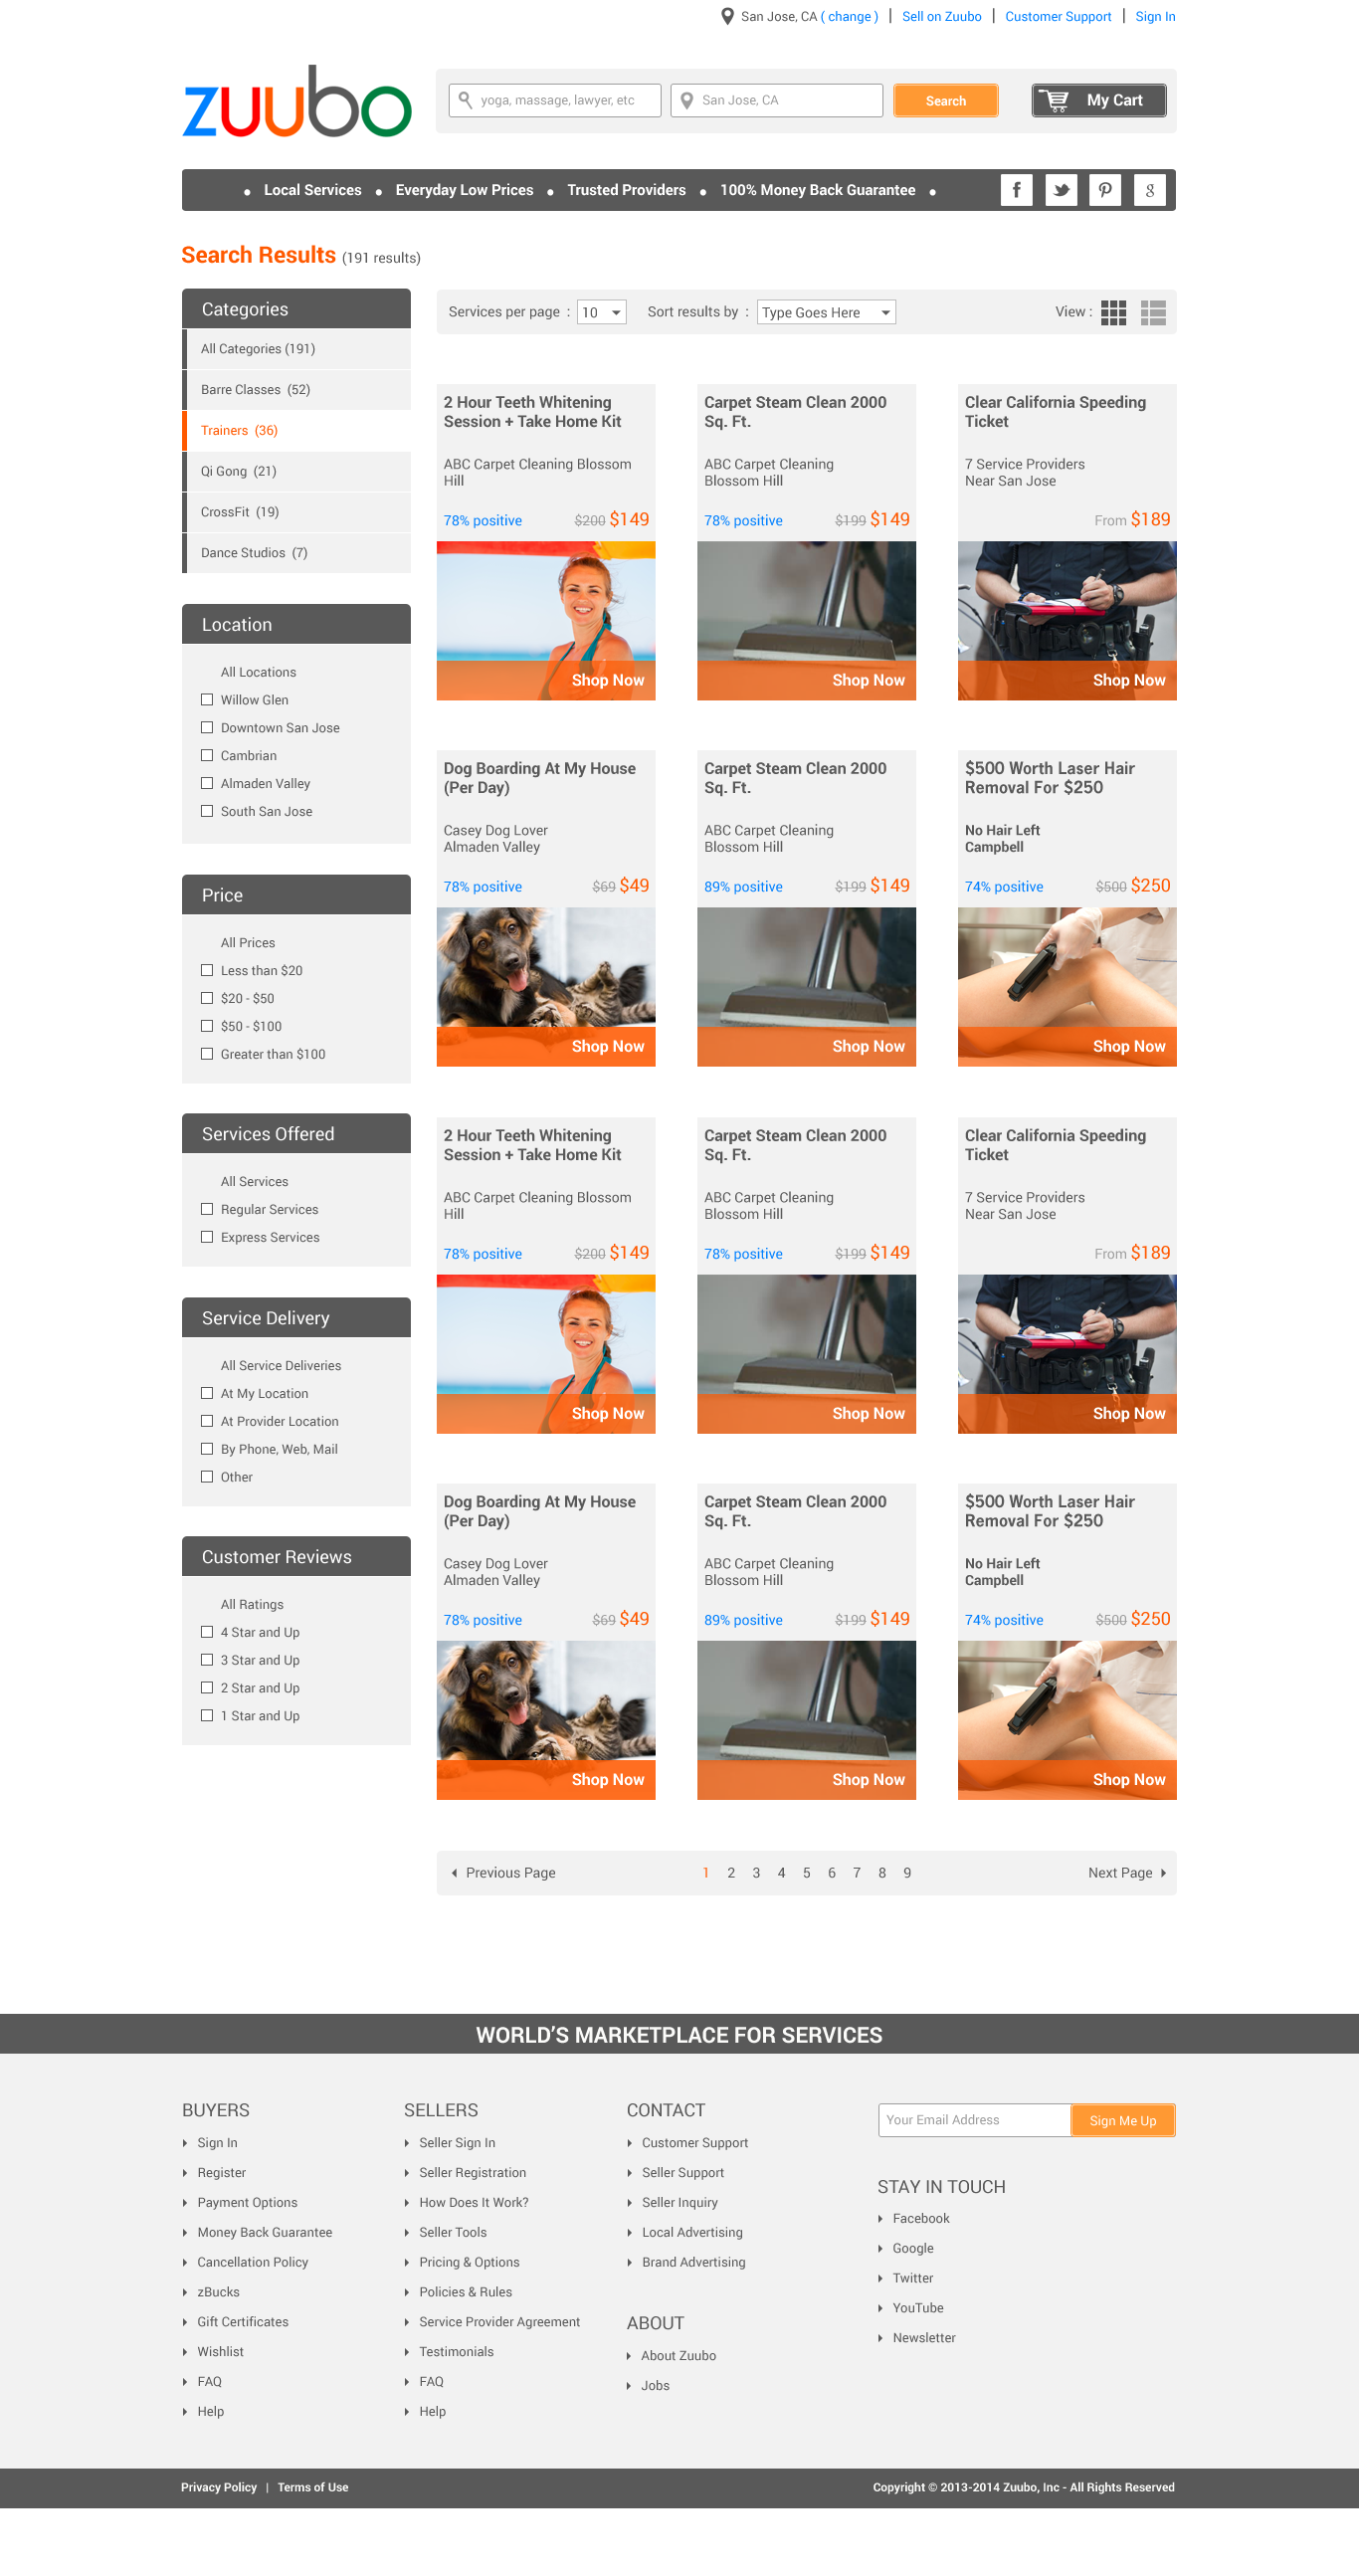 San Jose, CA ( change ) | Sell on Zuubo | Customer Support | Sign In
zuubo
yoga, massage, lawyer, etc
San Jose, CA
Search
My Cart
• Local Services • Everyday Low Prices • Trusted Providers • 100% Money Back Guarantee •
Search Results (191 results)
Categories
All Categories (191)
Barre Classes (52)
Trainers (36)
Qi Gong (21)
CrossFit (19)
Dance Studios (7)
Location
All Locations
Willow Glen
Downtown San Jose
Cambrian
Almaden Valley
South San Jose
Price
All Prices
Less than $20
$20 - $50
$50 - $100
Greater than $100
Services Offered
All Services
Regular Services
Express Services
Service Delivery
All Service Deliveries
At My Location
At Provider Location
By Phone, Web, Mail
Other
Customer Reviews
All Ratings
4 Star and Up
3 Star and Up
2 Star and Up
1 Star and Up
Services per page : 10
Sort results by : Type Goes Here
View :
2 Hour Teeth Whitening
Session + Take Home Kit
ABC Carpet Cleaning Blossom
Hill
78% positive $200 $149
Shop Now
Carpet Steam Clean 2000
Sq. Ft.
ABC Carpet Cleaning
Blossom Hill
78% positive $199 $149
Shop Now
Clear California Speeding
Ticket
7 Service Providers
Near San Jose
From $189
Shop Now
Dog Boarding At My House
(Per Day)
Casey Dog Lover
Almaden Valley
78% positive $69 $49
Shop Now
Carpet Steam Clean 2000
Sq. Ft.
ABC Carpet Cleaning
Blossom Hill
89% positive $199 $149
Shop Now
$500 Worth Laser Hair
Removal For $250
No Hair Left
Campbell
74% positive $500 $250
Shop Now
2 Hour Teeth Whitening
Session + Take Home Kit
ABC Carpet Cleaning Blossom
Hill
78% positive $200 $149
Shop Now
Carpet Steam Clean 2000
Sq. Ft.
ABC Carpet Cleaning
Blossom Hill
78% positive $199 $149
Shop Now
Clear California Speeding
Ticket
7 Service Providers
Near San Jose
From $189
Shop Now
Dog Boarding At My House
(Per Day)
Casey Dog Lover
Almaden Valley
78% positive $69 $49
Shop Now
Carpet Steam Clean 2000
Sq. Ft.
ABC Carpet Cleaning
Blossom Hill
89% positive $199 $149
Shop Now
$500 Worth Laser Hair
Removal For $250
No Hair Left
Campbell
74% positive $500 $250
Shop Now
Previous Page 1 2 3 4 5 6 7 8 9 Next Page
WORLD'S MARKETPLACE FOR SERVICES
BUYERS
Sign In
Register
Payment Options
Money Back Guarantee
Cancellation Policy
zBucks
Gift Certificates
Wishlist
FAQ
Help
SELLERS
Seller Sign In
Seller Registration
How Does It Work?
Seller Tools
Pricing & Options
Policies & Rules
Service Provider Agreement
Testimonials
FAQ
Help
CONTACT
Customer Support
Seller Support
Seller Inquiry
Local Advertising
Brand Advertising
ABOUT
About Zuubo
Jobs
Your Email Address
Sign Me Up
STAY IN TOUCH
Facebook
Google
Twitter
YouTube
Newsletter
Privacy Policy | Terms of Use
Copyright © 2013-2014 Zuubo, Inc - All Rights Reserved